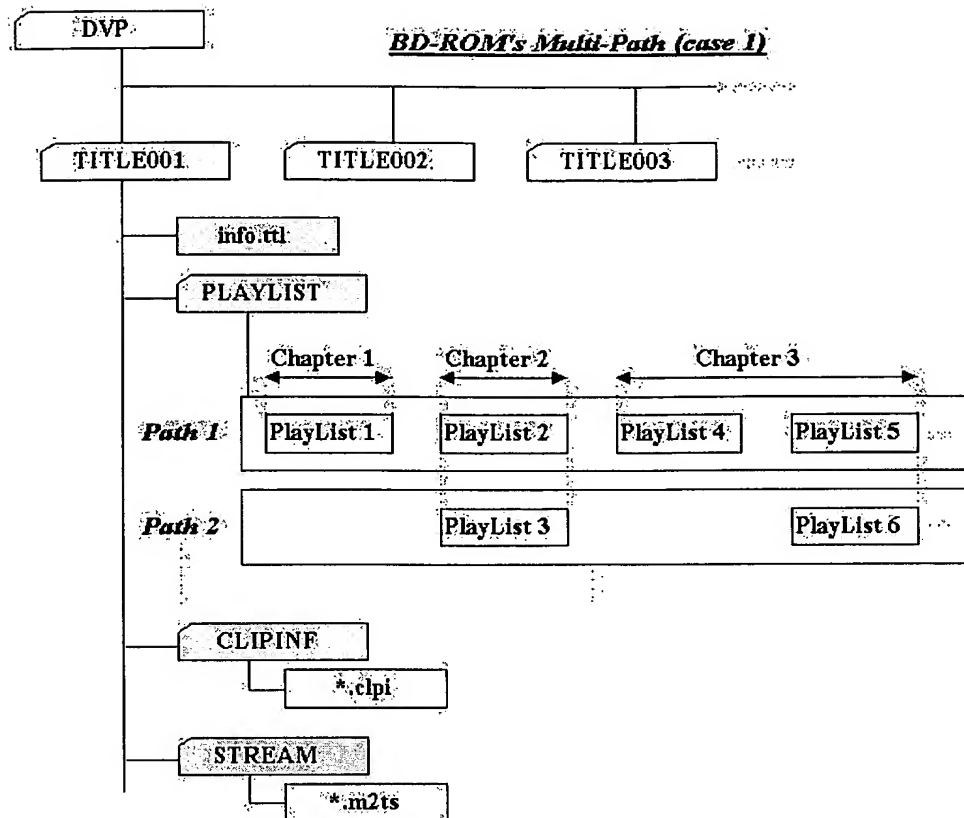 DVP
BD-ROM's Multi-Path (case 1)
TITLE001
TITLE002
TITLE003
info.ttl
PLAYLIST
Chapter 1
Chapter 2
Chapter 3
Path 1
PlayList 1
PlayList 2
PlayList 4
PlayList 5
Path 2
PlayList 3
PlayList 6
CLIPINF
*.clpi
STREAM
*.m2ts